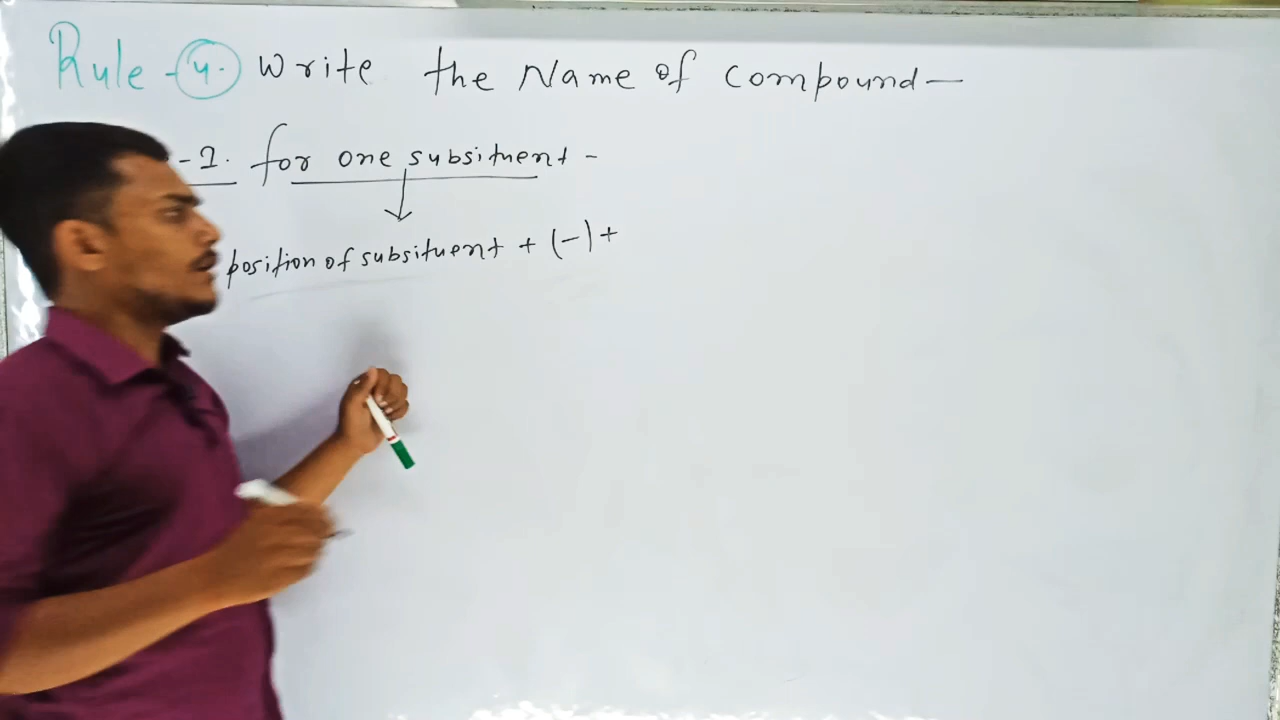 Rule-4. Write the Name of Compound—
-1. for one subsituent -
position of subsituent + (-) +